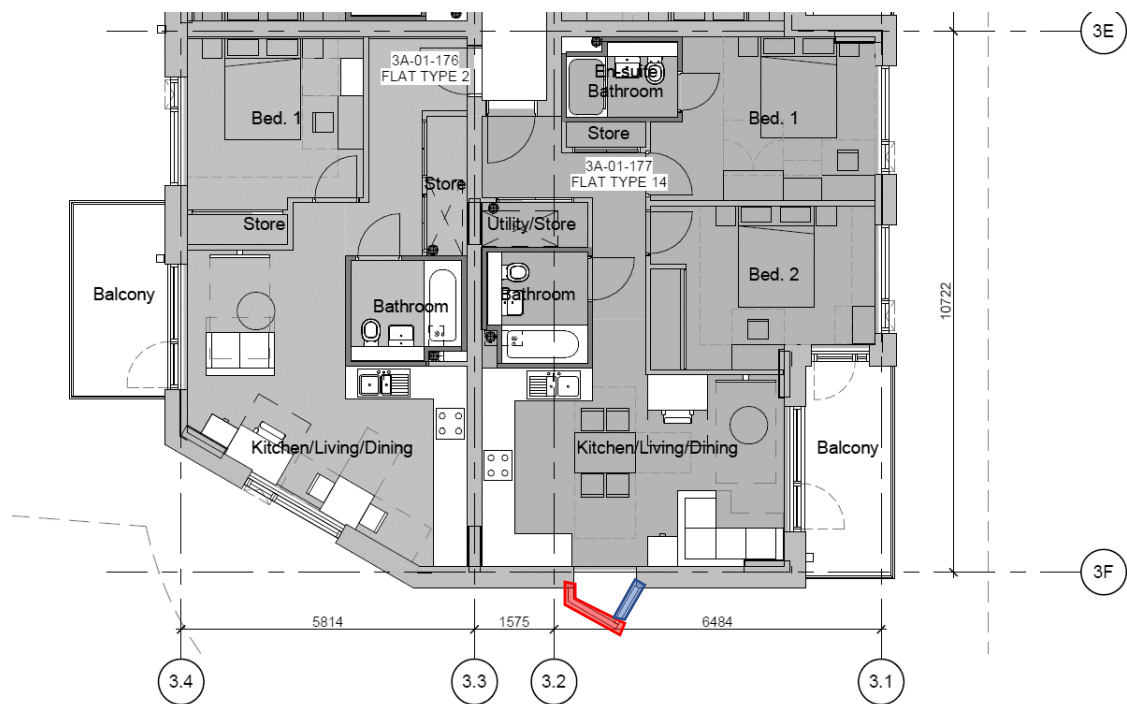 3E
3A-01-176
FLAT TYPE 2
En-suite
Bathroom
Bed. 1
Bed. 1
Store
3A-01-177
FLAT TYPE 14
Store
Store
Utility/Store
Bed. 2
Balcony
Bathroom
Bathroom
10722
Kitchen/Living/Dining
Kitchen/Living/Dining
Balcony
3F
5814
1575
6484
3.4
3.3
3.2
3.1